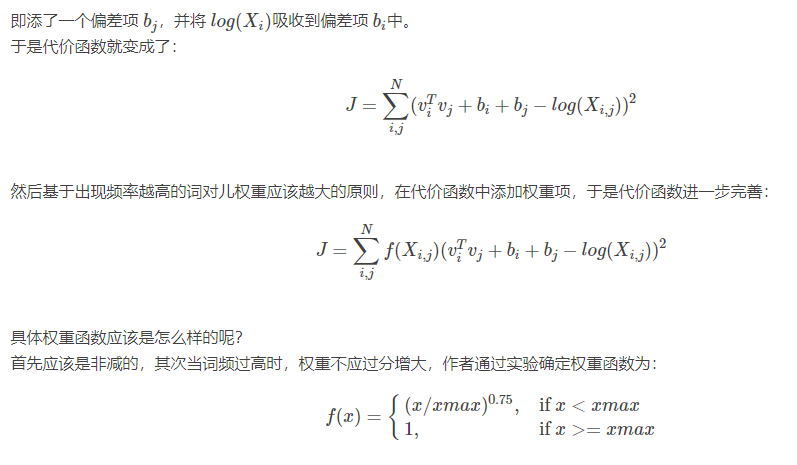 即添了一个偏差项 $b_j$，并将 $log(X_i)$吸收到偏差项 $b_i$中。
于是代价函数就变成了：
$$J = \sum_{i,j}^{N} (v_i^T v_j + b_i + b_j - log(X_{i,j}))^2$$
然后基于出现频率越高的词对儿权重应该越大的原则，在代价函数中添加权重项，于是代价函数进一步完善：
$$J = \sum_{i,j}^{N} f(X_{i,j})(v_i^T v_j + b_i + b_j - log(X_{i,j}))^2$$
具体权重函数应该是怎么样的呢?
首先应该是非减的，其次当词频过高时，权重不应过分增大，作者通过实验确定权重函数为：
$$f(x) = \begin{cases} (x/xmax)^{0.75}, & \text{if } x < xmax \\ 1, & \text{if } x >= xmax \end{cases}$$